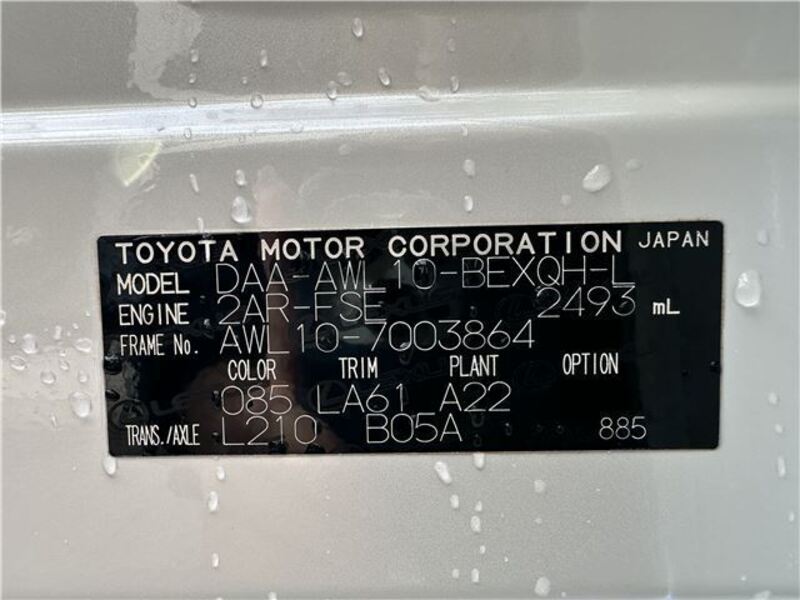 TOYOTA MOTOR CORPORATION JAPAN
MODEL DAA-AWL10-BEXQH-L
ENGINE 2AR-FSE 2493 mL
FRAME No. AWL10-7003864
COLOR TRIM PLANT OPTION
085 LA61 A22
TRANS./AXLE L210 B05A 885